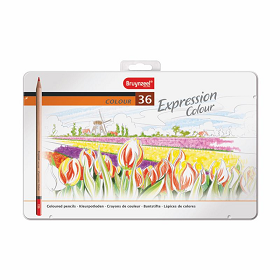 Bruynzeel
COLOUR 36
Expression
Colour
Coloured pencils - Kleurpotloden - Crayons de couleur - Buntstifte - Lápices de colores